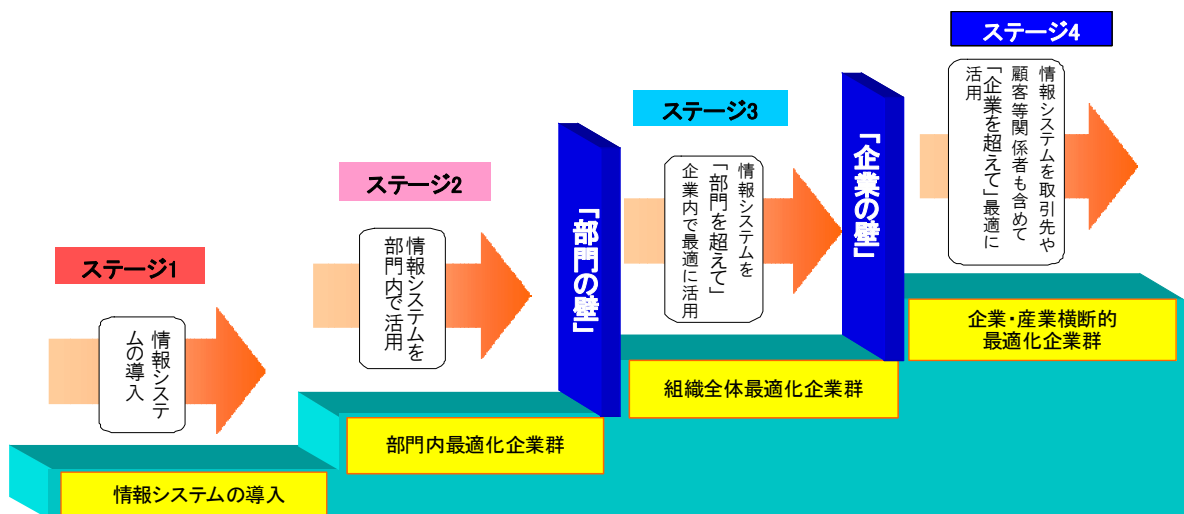 ステージ1
情報システ
ムの導入
情報システムの導入
ステージ2
情報システムを
部門内で活用
部門内最適化企業群
「部門の壁」
ステージ3
情報システムを
「部門を超えて」
企業内で最適に活用
組織全体最適化企業群
「企業の壁」
ステージ4
情報システムを取引先や
顧客等関係者も含めて
「企業を超えて」最適に
活用
企業・産業横断的
最適化企業群